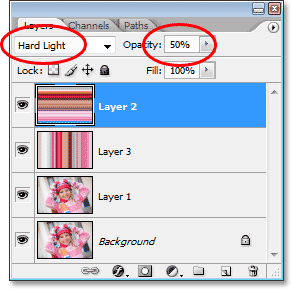 Layers Channels Paths
Hard Light Opacity: 50%
Lock: Fill: 100%
Layer 2
Layer 3
Layer 1
Background